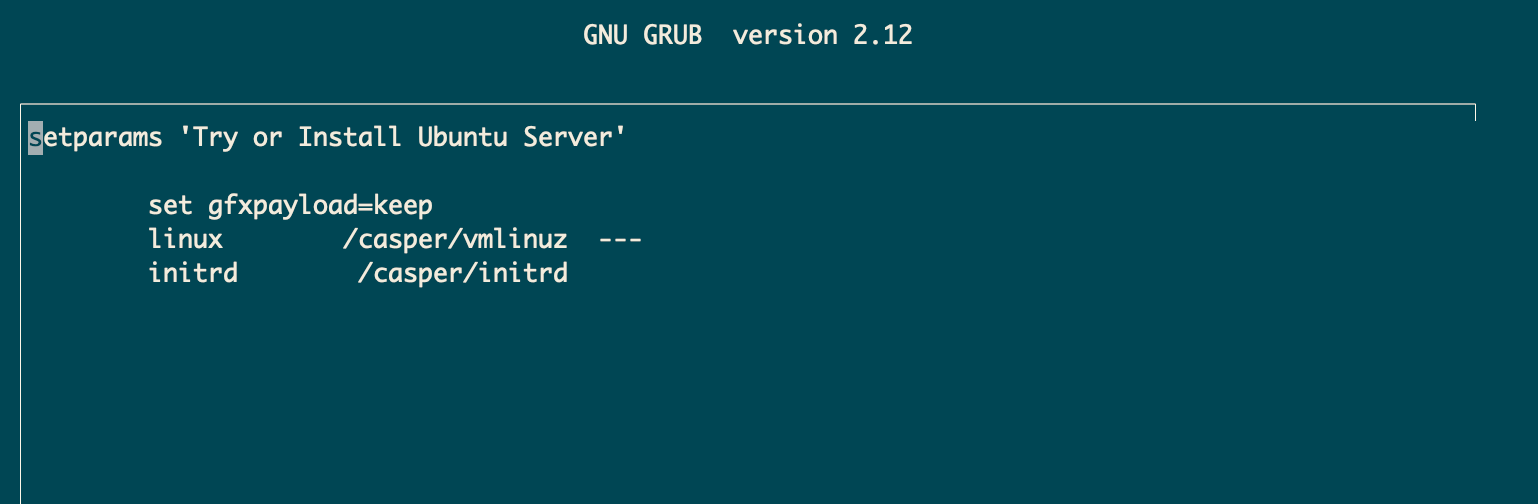 GNU GRUB  version 2.12
setparams 'Try or Install Ubuntu Server'
set gfxpayload=keep
linux        /casper/vmlinuz  ---
initrd        /casper/initrd